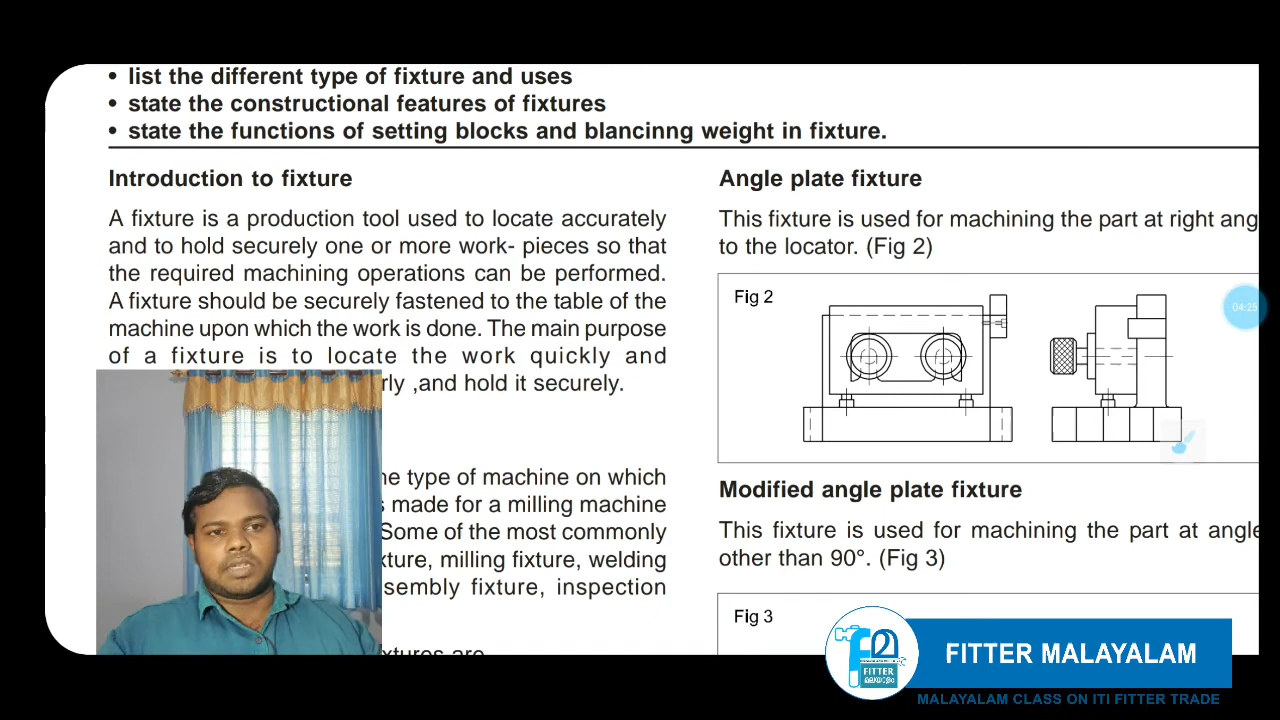 • list the different type of fixture and uses
• state the constructional features of fixtures
• state the functions of setting blocks and blancinng weight in fixture.
Introduction to fixture
A fixture is a production tool used to locate accurately
and to hold securely one or more work- pieces so that
the required machining operations can be performed.
A fixture should be securely fastened to the table of the
machine upon which the work is done. The main purpose
of a fixture is to locate the work quickly and
,and hold it securely.
type of machine on which
made for a milling machine
Some of the most commonly
milling fixture, welding
fixture, inspection
are
Angle plate fixture
This fixture is used for machining the part at right
to the locator. (Fig 2)
Fig 2
04:25
Modified angle plate fixture
This fixture is used for machining the part at angle
other than 90°. (Fig 3)
Fig 3
FITTER
FITTER MALAYALAM
MALAYALAM CLASS ON ITI FITTER TRADE